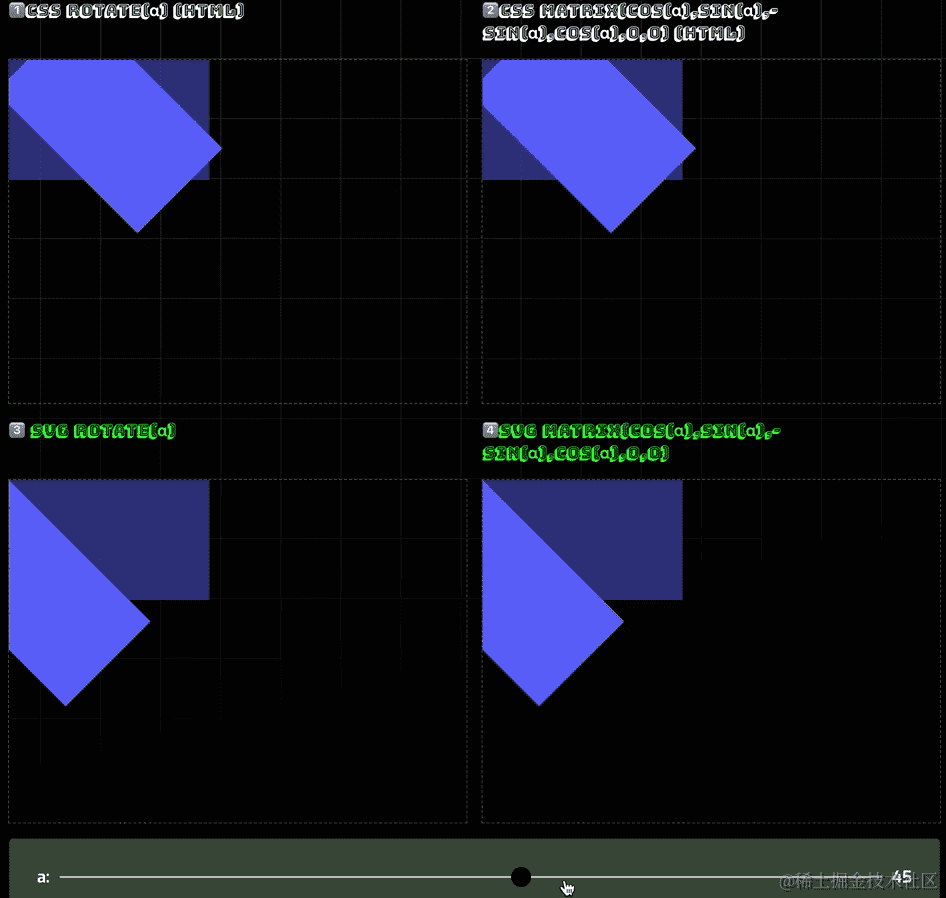 1 CSS ROTATE(α) (HTML)
2 CSS MATRIX(COS(α),SIN(α),-
SIN(α),COS(α),0,0) (HTML)
3 SVG ROTATE(α)
4 SVG MATRIX(COS(α),SIN(α),-
SIN(α),COS(α),0,0)
a:
45
@稀土掘金技术社区